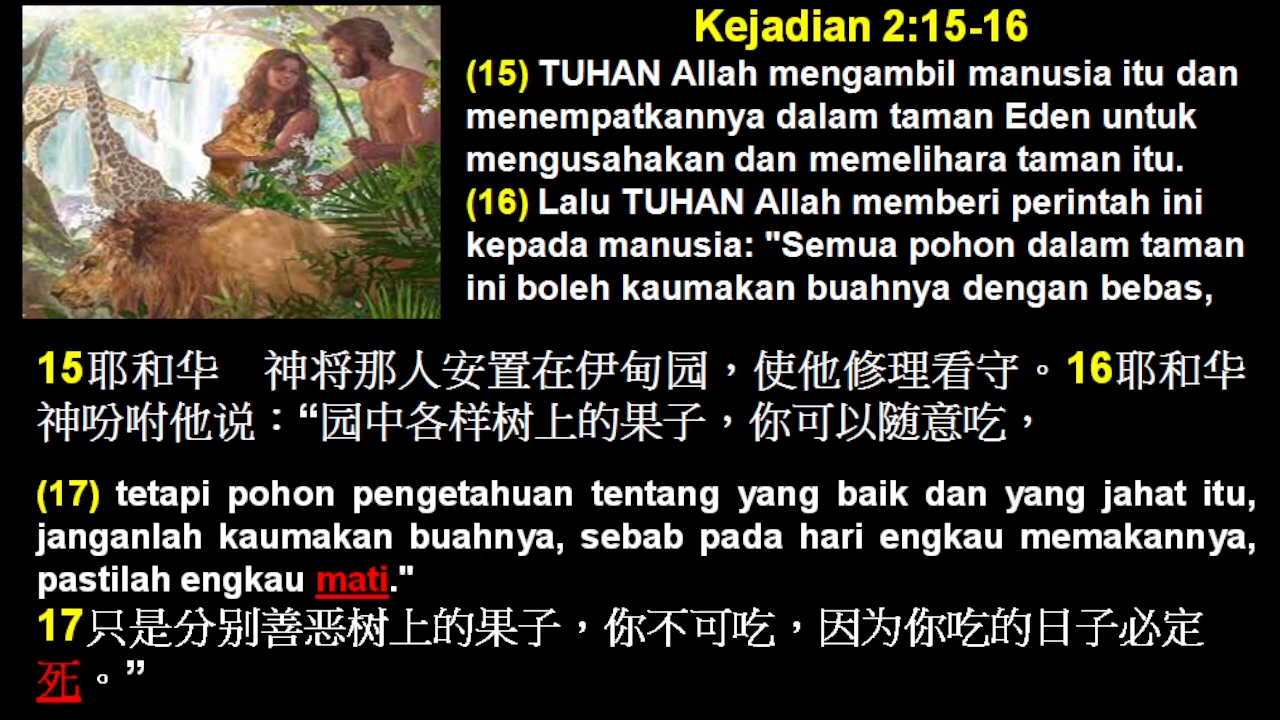 Kejadian 2:15-16
(15) TUHAN Allah mengambil manusia itu dan
menempatkannya dalam taman Eden untuk
mengusahakan dan memelihara taman itu.
(16) Lalu TUHAN Allah memberi perintah ini
kepada manusia: "Semua pohon dalam taman
ini boleh kaumakan buahnya dengan bebas,
15耶和华　神将那人安置在伊甸园，使他修理看守。16耶和华
神吩咐他说：“园中各样树上的果子，你可以随意吃，
(17) tetapi pohon pengetahuan tentang yang baik dan yang jahat itu,
janganlah kaumakan buahnya, sebab pada hari engkau memakannya,
pastilah engkau mati."
17只是分别善恶树上的果子，你不可吃，因为你吃的日子必定
死。”